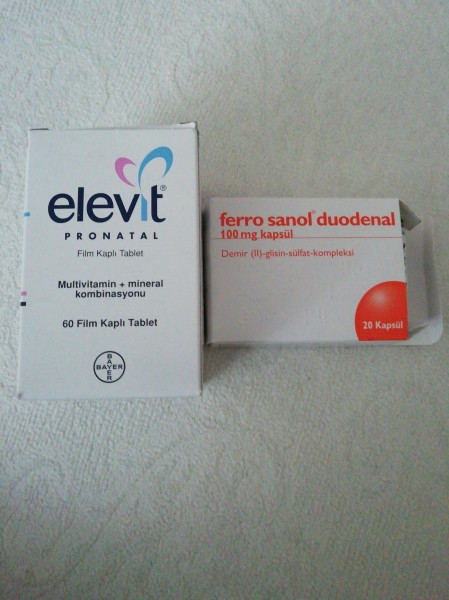 elevit®
PRONATAL
Film Kaplı Tablet
Multivitamin + mineral
kombinasyonu
60 Film Kaplı Tablet
BAYER
BAYER
ferro sanol® duodenal
100 mg kapsül
Demir (II)-glisin-sülfat-kompleksi
20 Kapsül